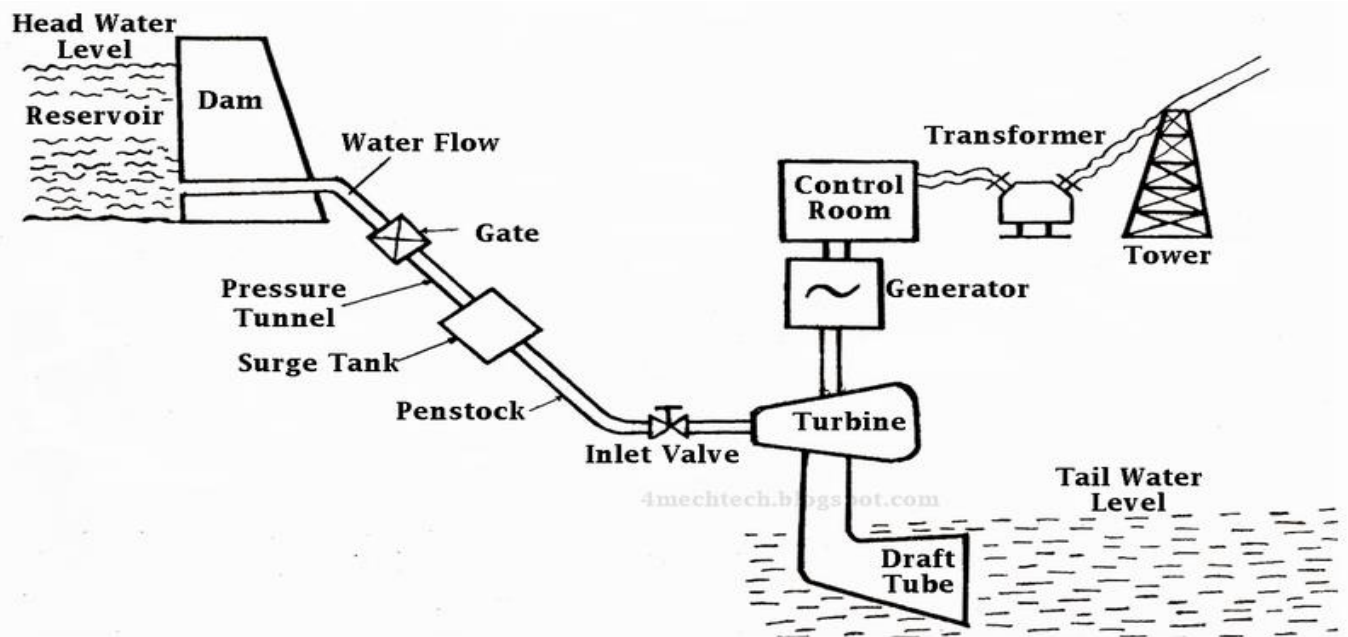 Head Water
Level
Reservoir
Dam
Water Flow
Gate
Pressure
Tunnel
Surge Tank
Penstock
Inlet Valve
Turbine
Generator
Control
Room
Transformer
Tower
Tail Water
Level
Draft
Tube
4mechtech.blogspot.com